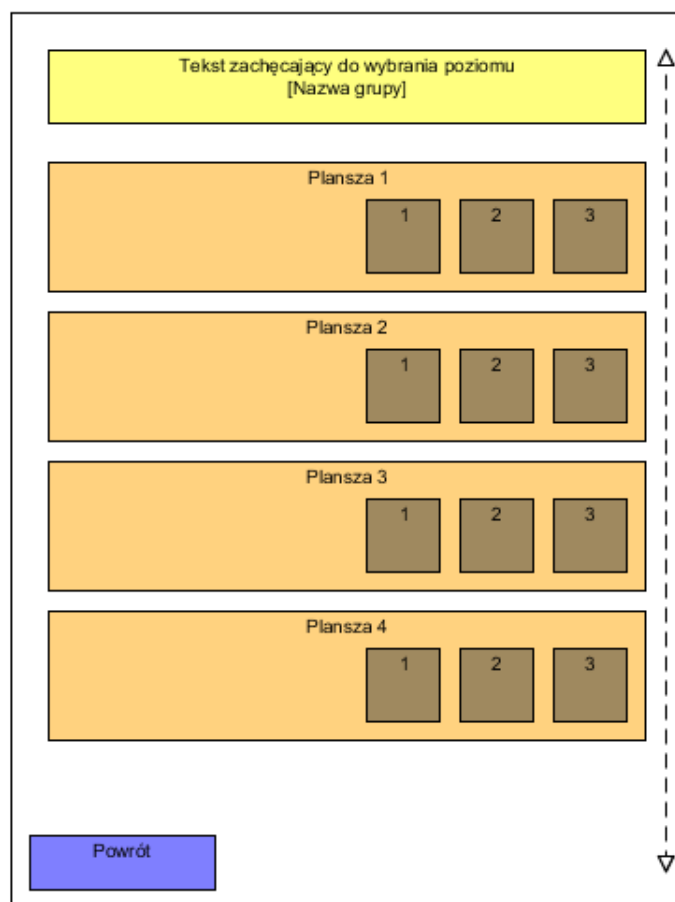 Tekst zachęcający do wybrania poziomu
[Nazwa grupy]
Plansza 1
1 2 3
Plansza 2
1 2 3
Plansza 3
1 2 3
Plansza 4
1 2 3
Powrót